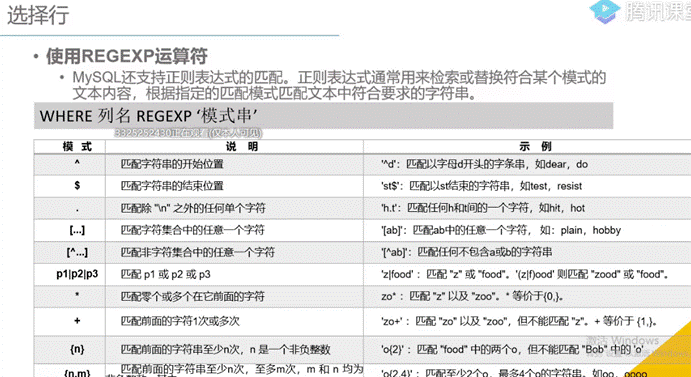 选择行
腾讯课堂
• 使用REGEXP运算符
• MySQL还支持正则表达式的匹配。正则表达式通常用来检索或替换符合某个模式的
文本内容，根据指定的匹配模式匹配文本中符合要求的字符串。
WHERE 列名 REGEXP ‘模式串’
模 式 说 明 示 例
^ 匹配字符串的开始位置 '^d'：匹配以字母d开头的字条串，如dear，do
$ 匹配字符串的结束位置 'st$'：匹配以st结束的字符串，如test，resist
. 匹配除 "\n" 之外的任何单个字符 'h.t'：匹配任何h和t间的一个字符，如hit，hot
[...] 匹配字符集合中的任意一个字符 '[ab]'：匹配ab中的任意一个字符， 如：plain，hobby
[^...] 匹配非字符集合中的任意一个字符 '[^ab]'：匹配任何不包含a或b的字符串
p1|p2|p3 匹配 p1 或 p2 或 p3 'z|food'：匹配 "z" 或 "food"。'(z|f)ood' 则匹配 "zood" 或 "food"。
* 匹配零个或多个在它前面的字符 zo*：匹配 "z" 以及 "zoo"。* 等价于{0,}。
+ 匹配前面的字符1次或多次 'zo+'：匹配 "zo" 以及 "zoo"，但不能匹配 "z"。+ 等价于 {1,}。
激活 Windows
{n} 匹配前面的字符串至少n次，n 是一个非负整数 'o{2}'：匹配 "food" 中的两个o，但不能匹配 "Bob" 中的 'o'
{n,m} 匹配前面的字符串至少n次，至多m次，m 和 n 均为 'o{2,4}'：匹配至少2个o，最多4个o的字符串。如oo，oooo